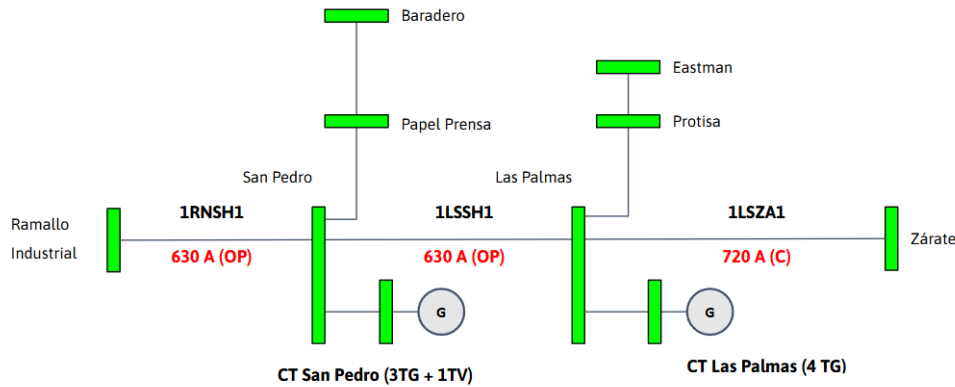 Baradero
Eastman
Papel Prensa
Protisa
San Pedro
Las Palmas
1RNSH1
1LSSH1
1LSZA1
Ramallo
Industrial
Zárate
630 A (OP)
630 A (OP)
720 A (C)
G
G
CT San Pedro (3TG + 1TV)
CT Las Palmas (4 TG)